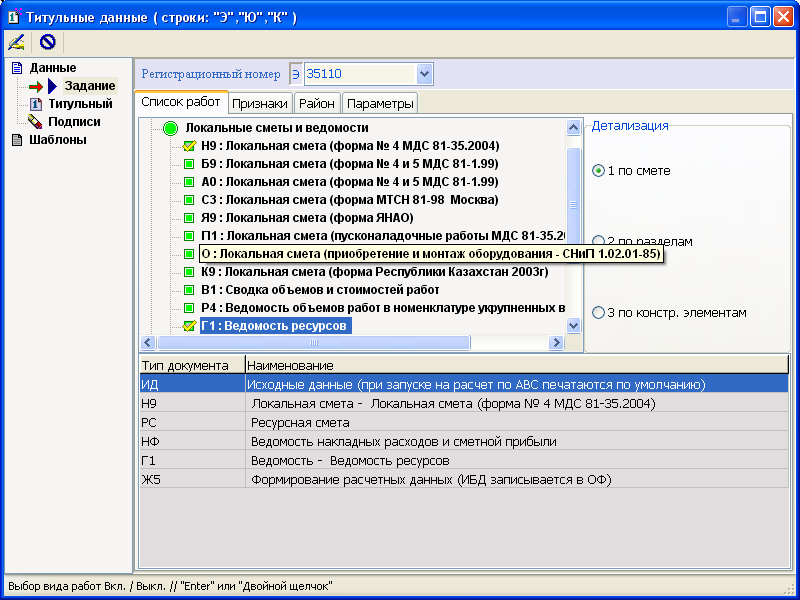 Титульные данные ( строки: "Э","Ю","К" )
Данные
Задание
Титульный
Подписи
Шаблоны
Регистрационный номер Э 35110
Список работ Признаки Район Параметры
Локальные сметы и ведомости
Н9 : Локальная смета (форма № 4 МДС 81-35.2004)
Б9 : Локальная смета (форма № 4 и 5 МДС 81-1.99)
А0 : Локальная смета (форма № 4 и 5 МДС 81-1.99)
С3 : Локальная смета (форма МТСН 81-98 Москва)
Я9 : Локальная смета (форма ЯНАО)
П1 : Локальная смета (пусконаладочные работы МДС 81-35.2
О : Локальная смета (приобретение и монтаж оборудования - СНиП 1.02.01-85)
К9 : Локальная смета (форма Республики Казахстан 2003г)
В1 : Сводка объемов и стоимостей работ
Р4 : Ведомость объемов работ в номенклатуре укрупненных в
Г1 : Ведомость ресурсов
Детализация
1 по смете
2 по разделам
3 по констр. элементам
Тип документа Наименование
ИД Исходные данные (при запуске на расчет по АВС печатаются по умолчанию)
Н9 Локальная смета - Локальная смета (форма № 4 МДС 81-35.2004)
РС Ресурсная смета
НФ Ведомость накладных расходов и сметной прибыли
Г1 Ведомость - Ведомость ресурсов
Ж5 Формирование расчетных данных (ИБД записывается в ОФ)
Выбор вида работ Вкл. / Выкл. // "Enter" или "Двойной щелчок"